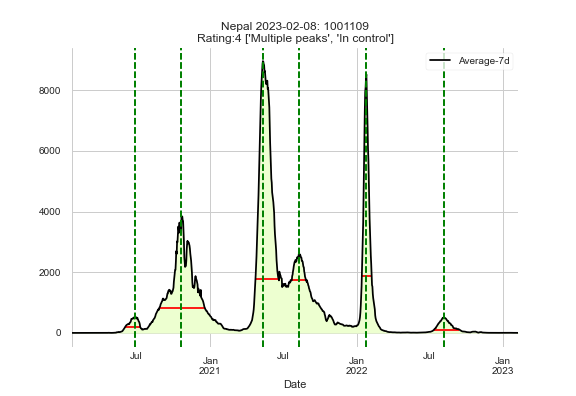 Nepal 2023-02-08: 1001109
Rating:4 ['Multiple peaks', 'In control']
Average-7d
8000
6000
4000
2000
0
Jul
Jan
2021
Jul
Jan
2022
Jul
Jan
2023
Date